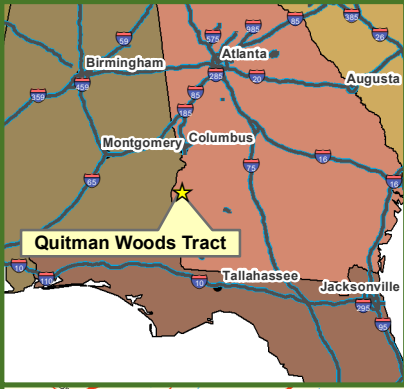 385
985
85
26
59
575
Atlanta
Birmingham
285
20
Augusta
459
85
359
185
Columbus
Montgomery
16
75
65
16
Quitman Woods Tract
10
Tallahassee
110
10
Jacksonville
295
95